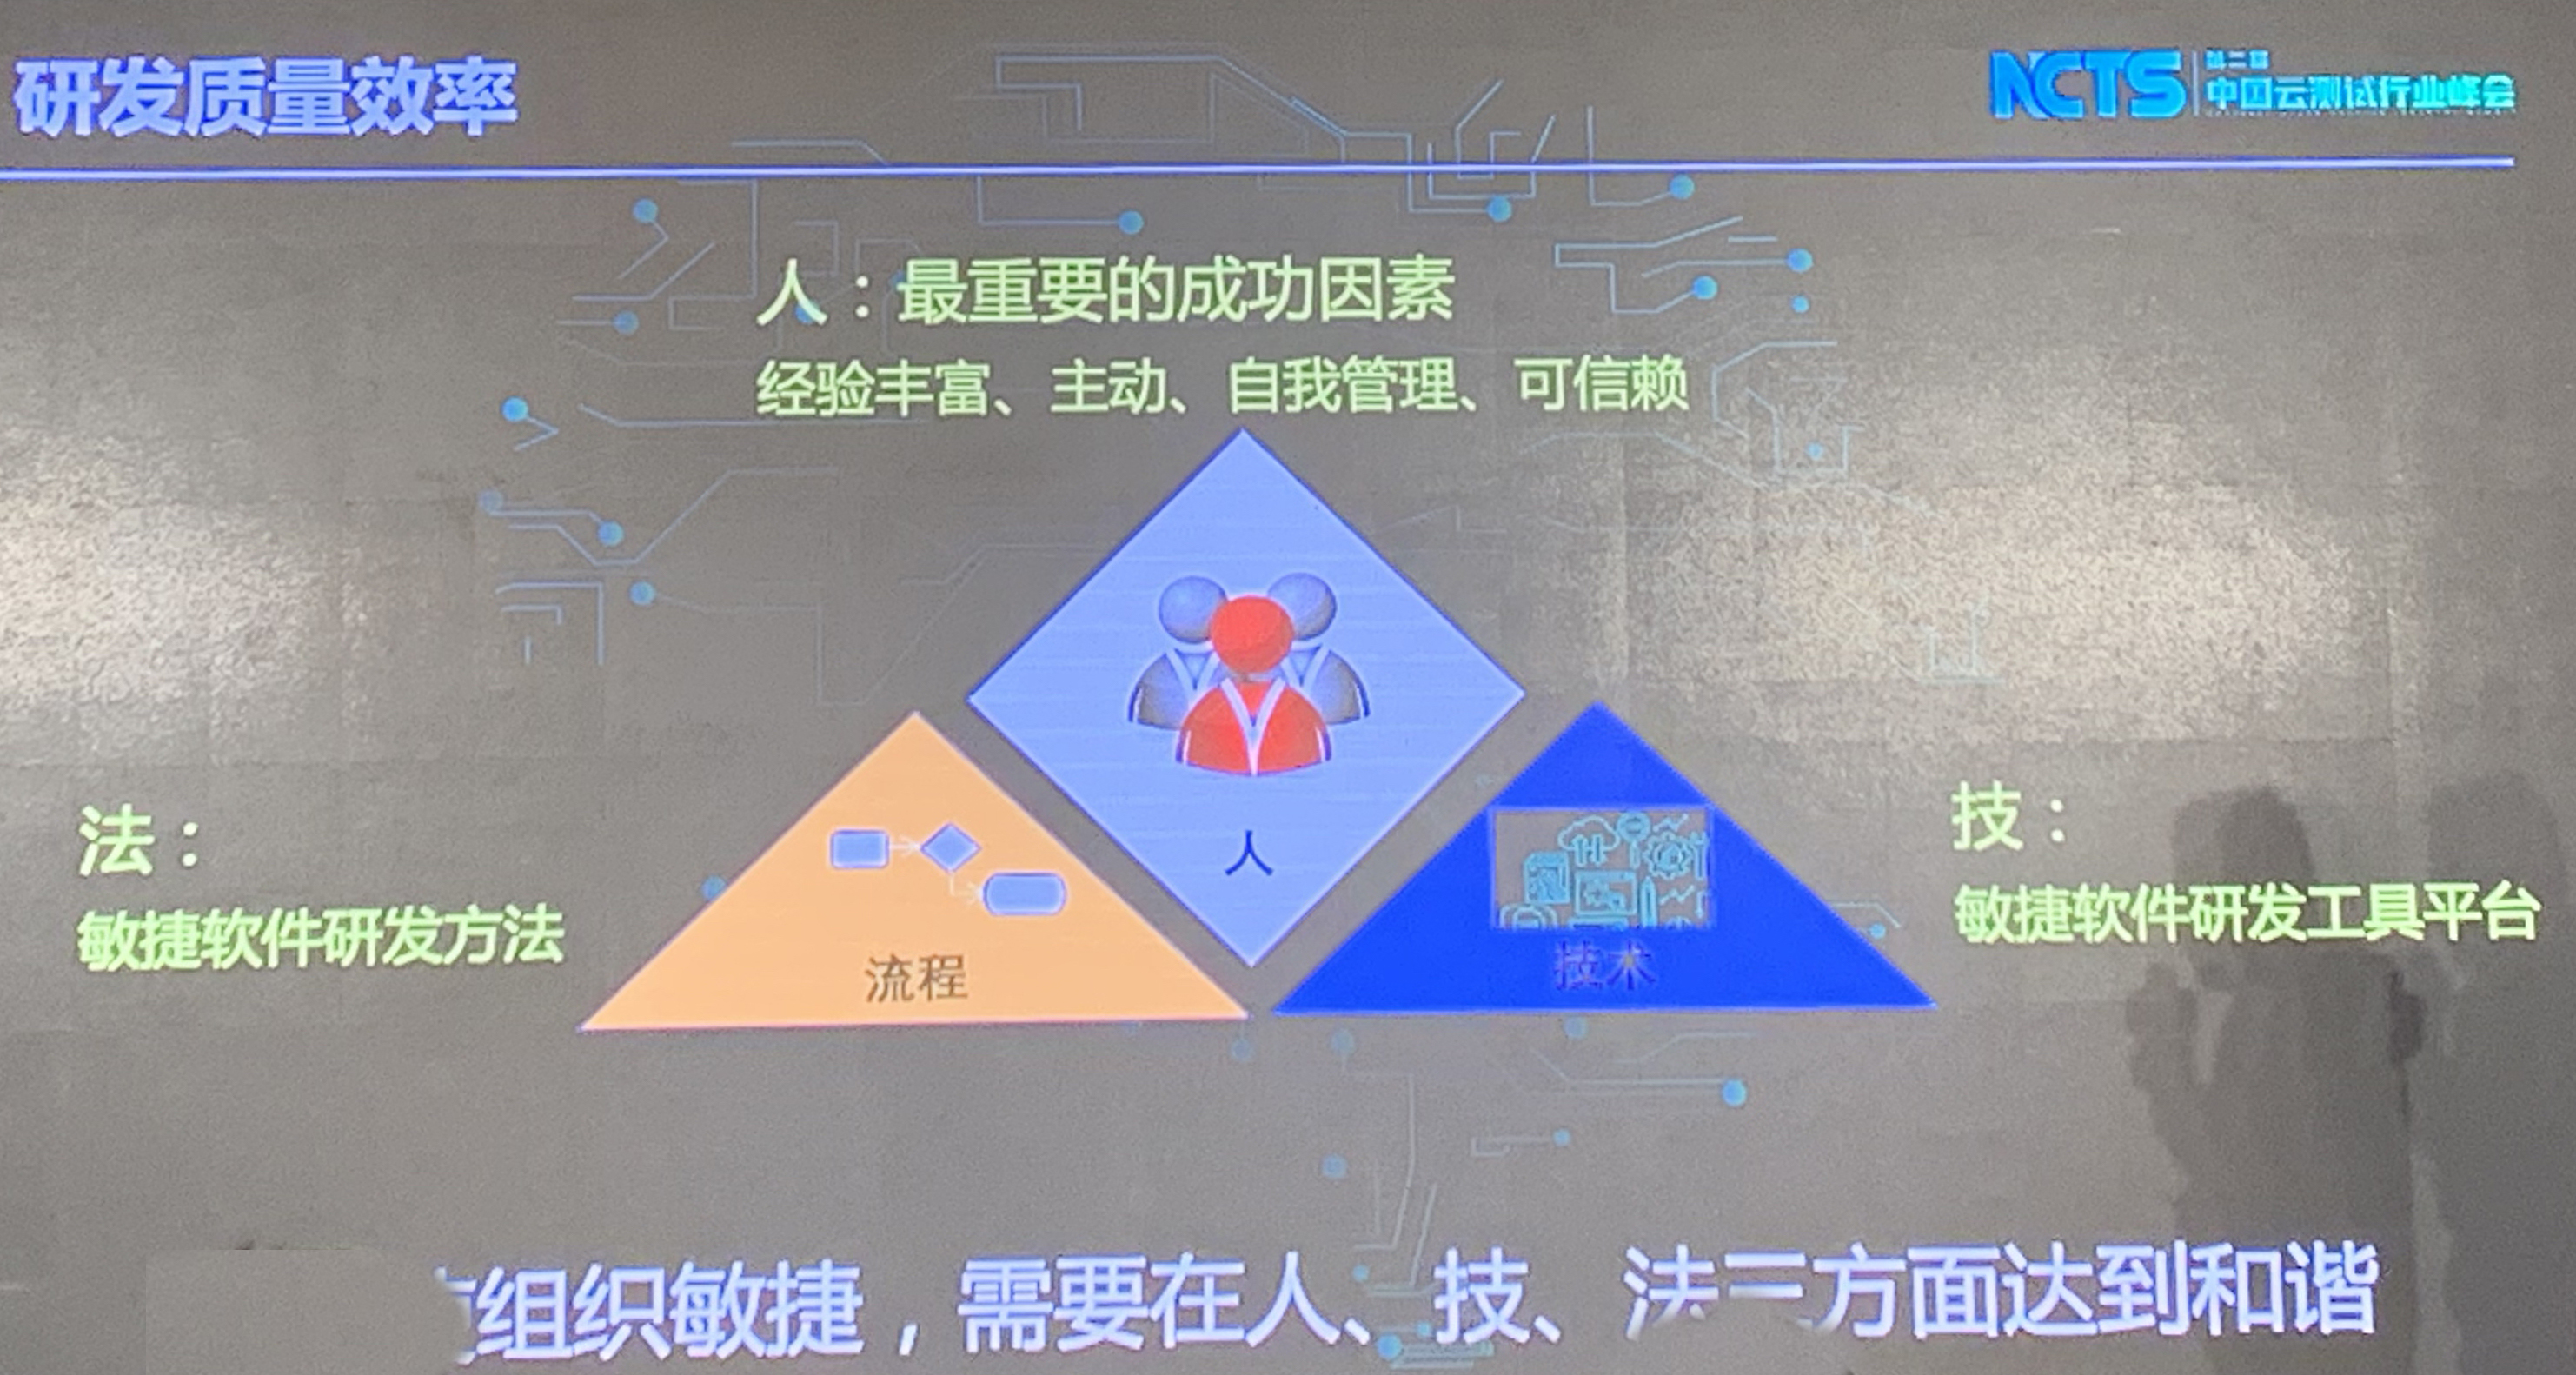 研发质量效率
NCTS 第二届
中国云测试行业峰会
人：最重要的成功因素
经验丰富、主动、自我管理、可信赖
人
法：
敏捷软件研发方法
流程
技术
技：
敏捷软件研发工具平台
组织敏捷，需要在人、技、法三方面达到和谐